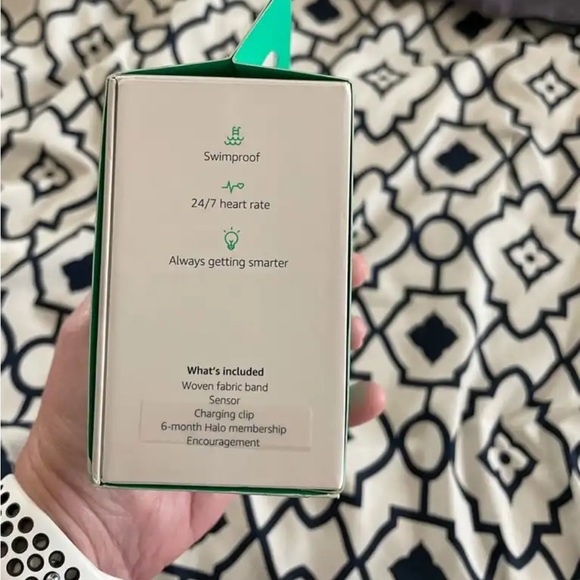 Swimproof
24/7 heart rate
Always getting smarter
What's included
Woven fabric band
Sensor
Charging clip
6-month Halo membership
Encouragement